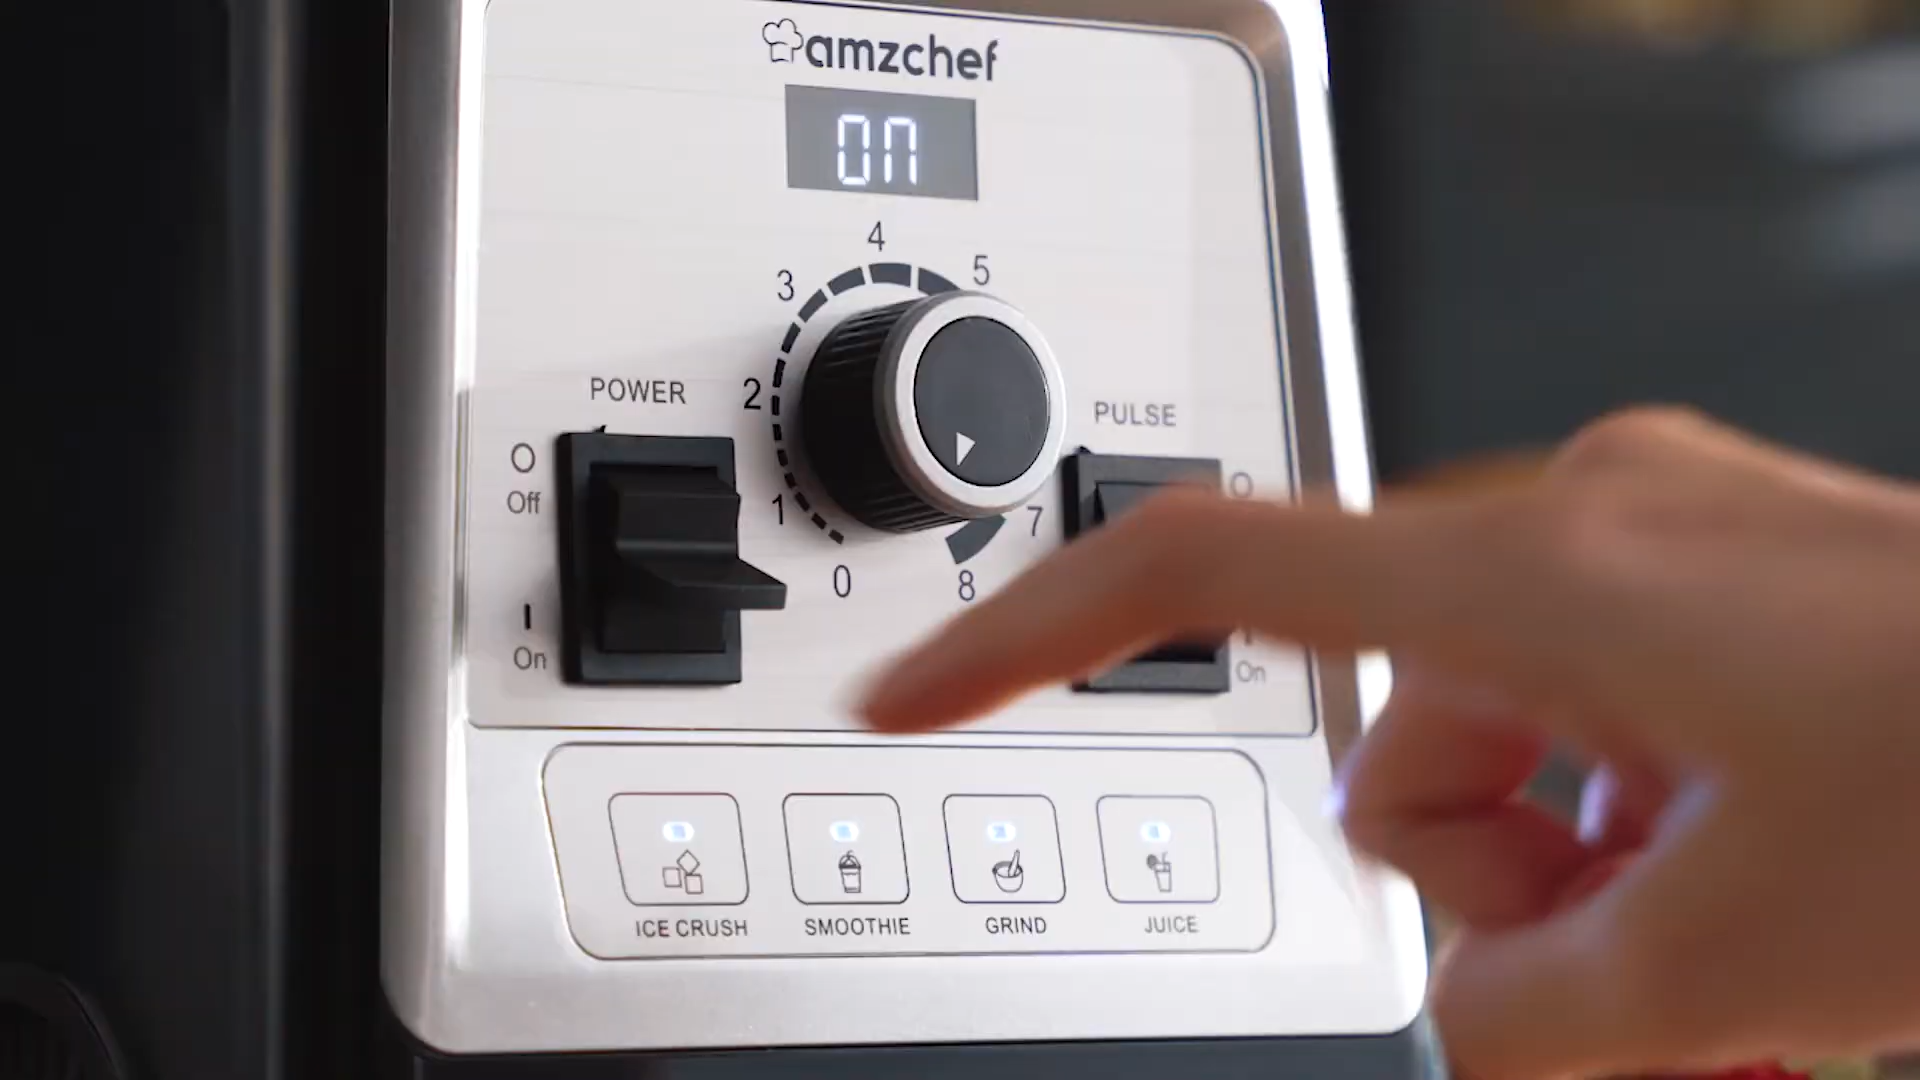 amzchef
On
4
5
3
POWER
2
PULSE
O
Off
1
7
O
0
8
I
On
On
ICE CRUSH
SMOOTHIE
GRIND
JUICE